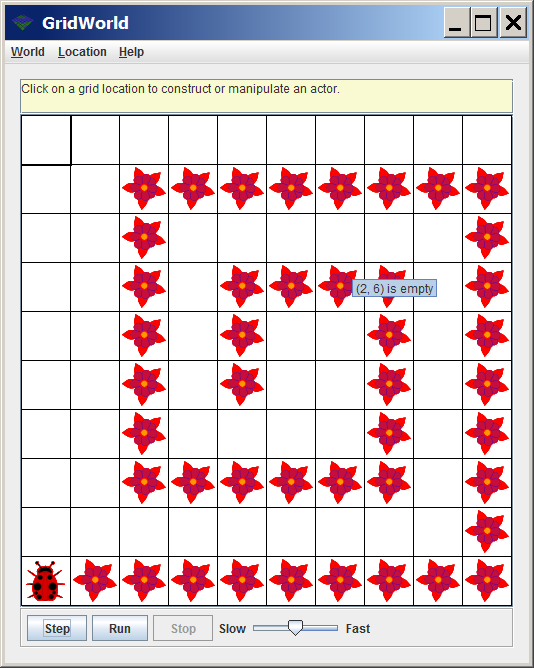 GridWorld
World Location Help
Click on a grid location to construct or manipulate an actor.
(2, 6) is empty
Step Run Stop Slow Fast